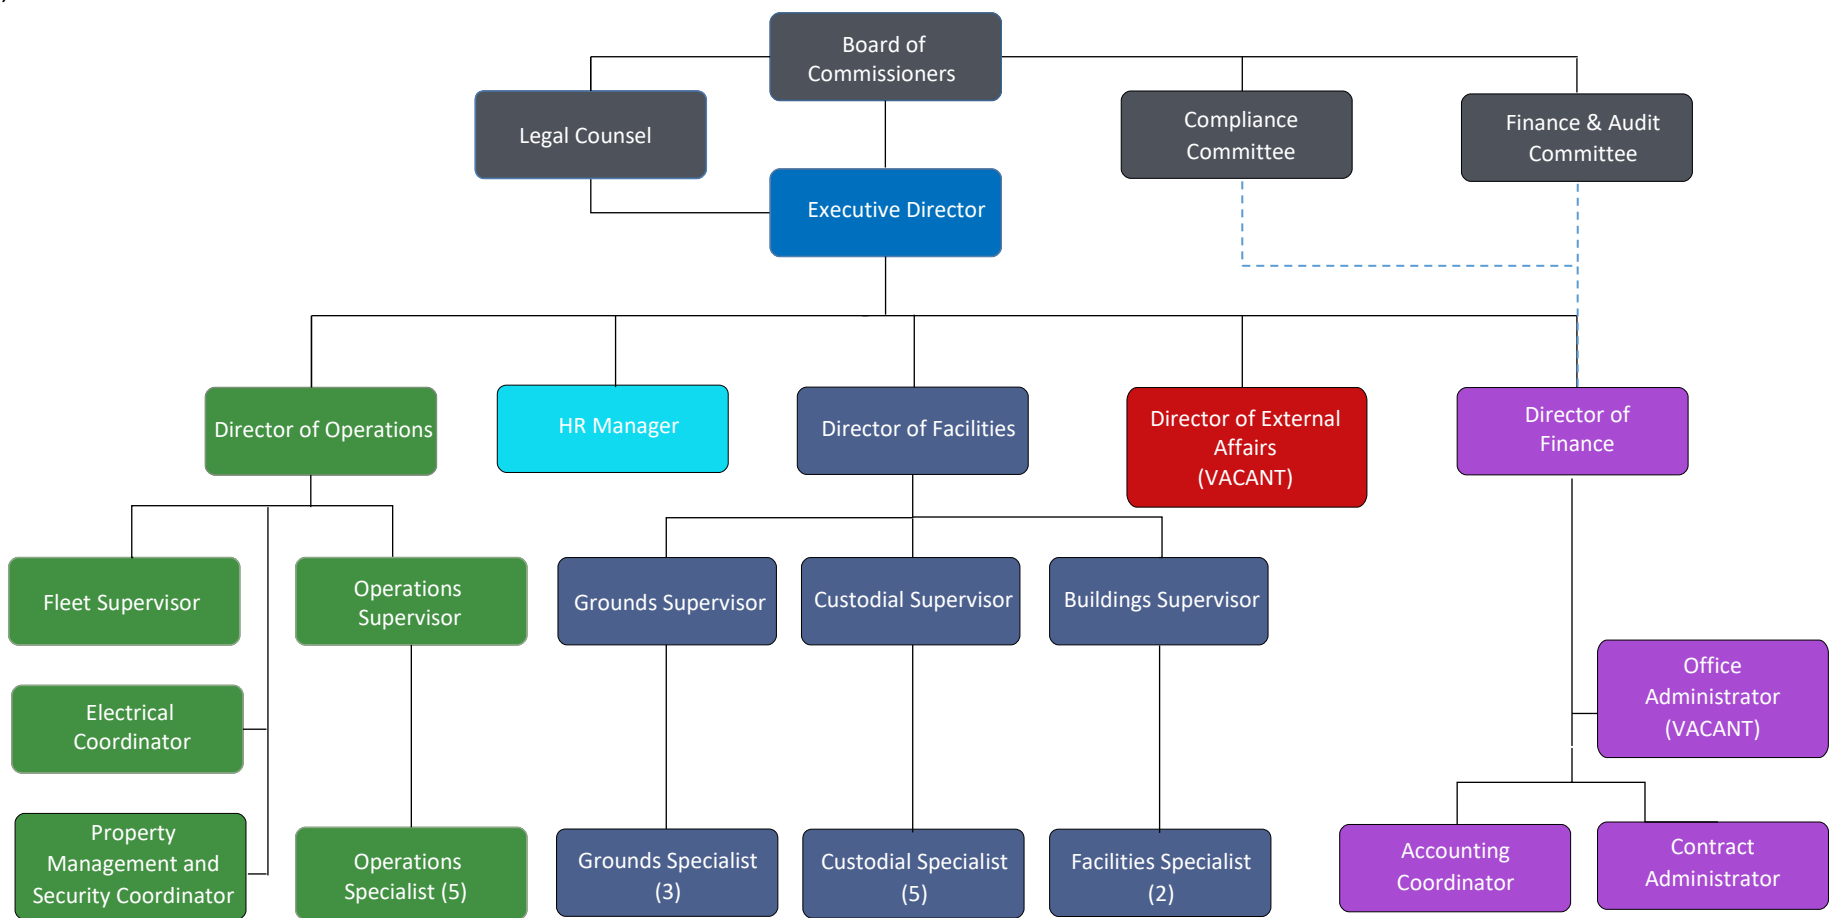 Board of
Commissioners
Legal Counsel
Compliance
Committee
Finance & Audit
Committee
Executive Director
Director of Operations
HR Manager
Director of Facilities
Director of External
Affairs
(VACANT)
Director of
Finance
Fleet Supervisor
Operations
Supervisor
Grounds Supervisor
Custodial Supervisor
Buildings Supervisor
Electrical
Coordinator
Office
Administrator
(VACANT)
Property
Management and
Security Coordinator
Operations
Specialist (5)
Grounds Specialist
(3)
Custodial Specialist
(5)
Facilities Specialist
(2)
Accounting
Coordinator
Contract
Administrator